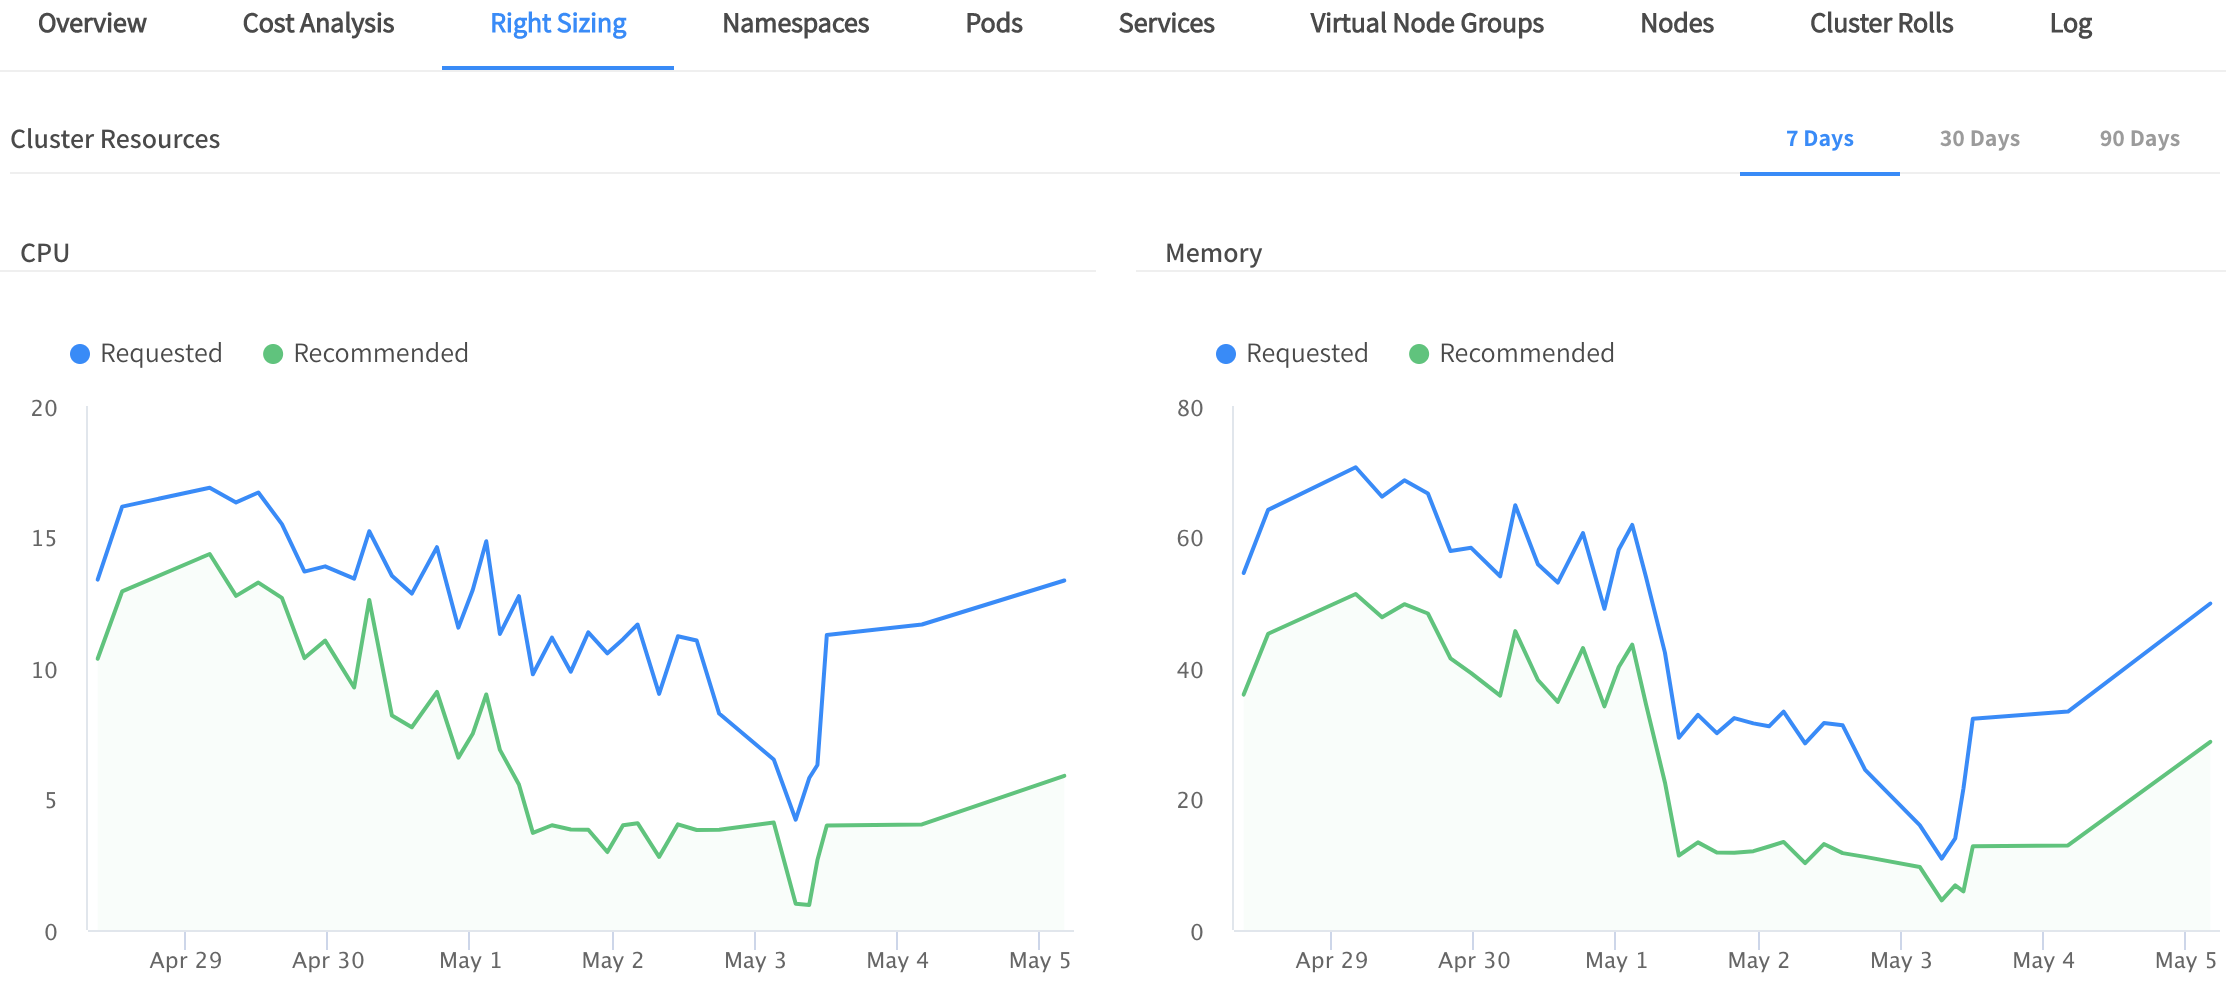 Overview Cost Analysis Right Sizing Namespaces Pods Services Virtual Node Groups Nodes Cluster Rolls Log
Cluster Resources 7 Days 30 Days 90 Days
CPU
Requested Recommended
20
15
10
5
0
Apr 29 Apr 30 May 1 May 2 May 3 May 4 May 5
Memory
Requested Recommended
80
60
40
20
0
Apr 29 Apr 30 May 1 May 2 May 3 May 4 May 5